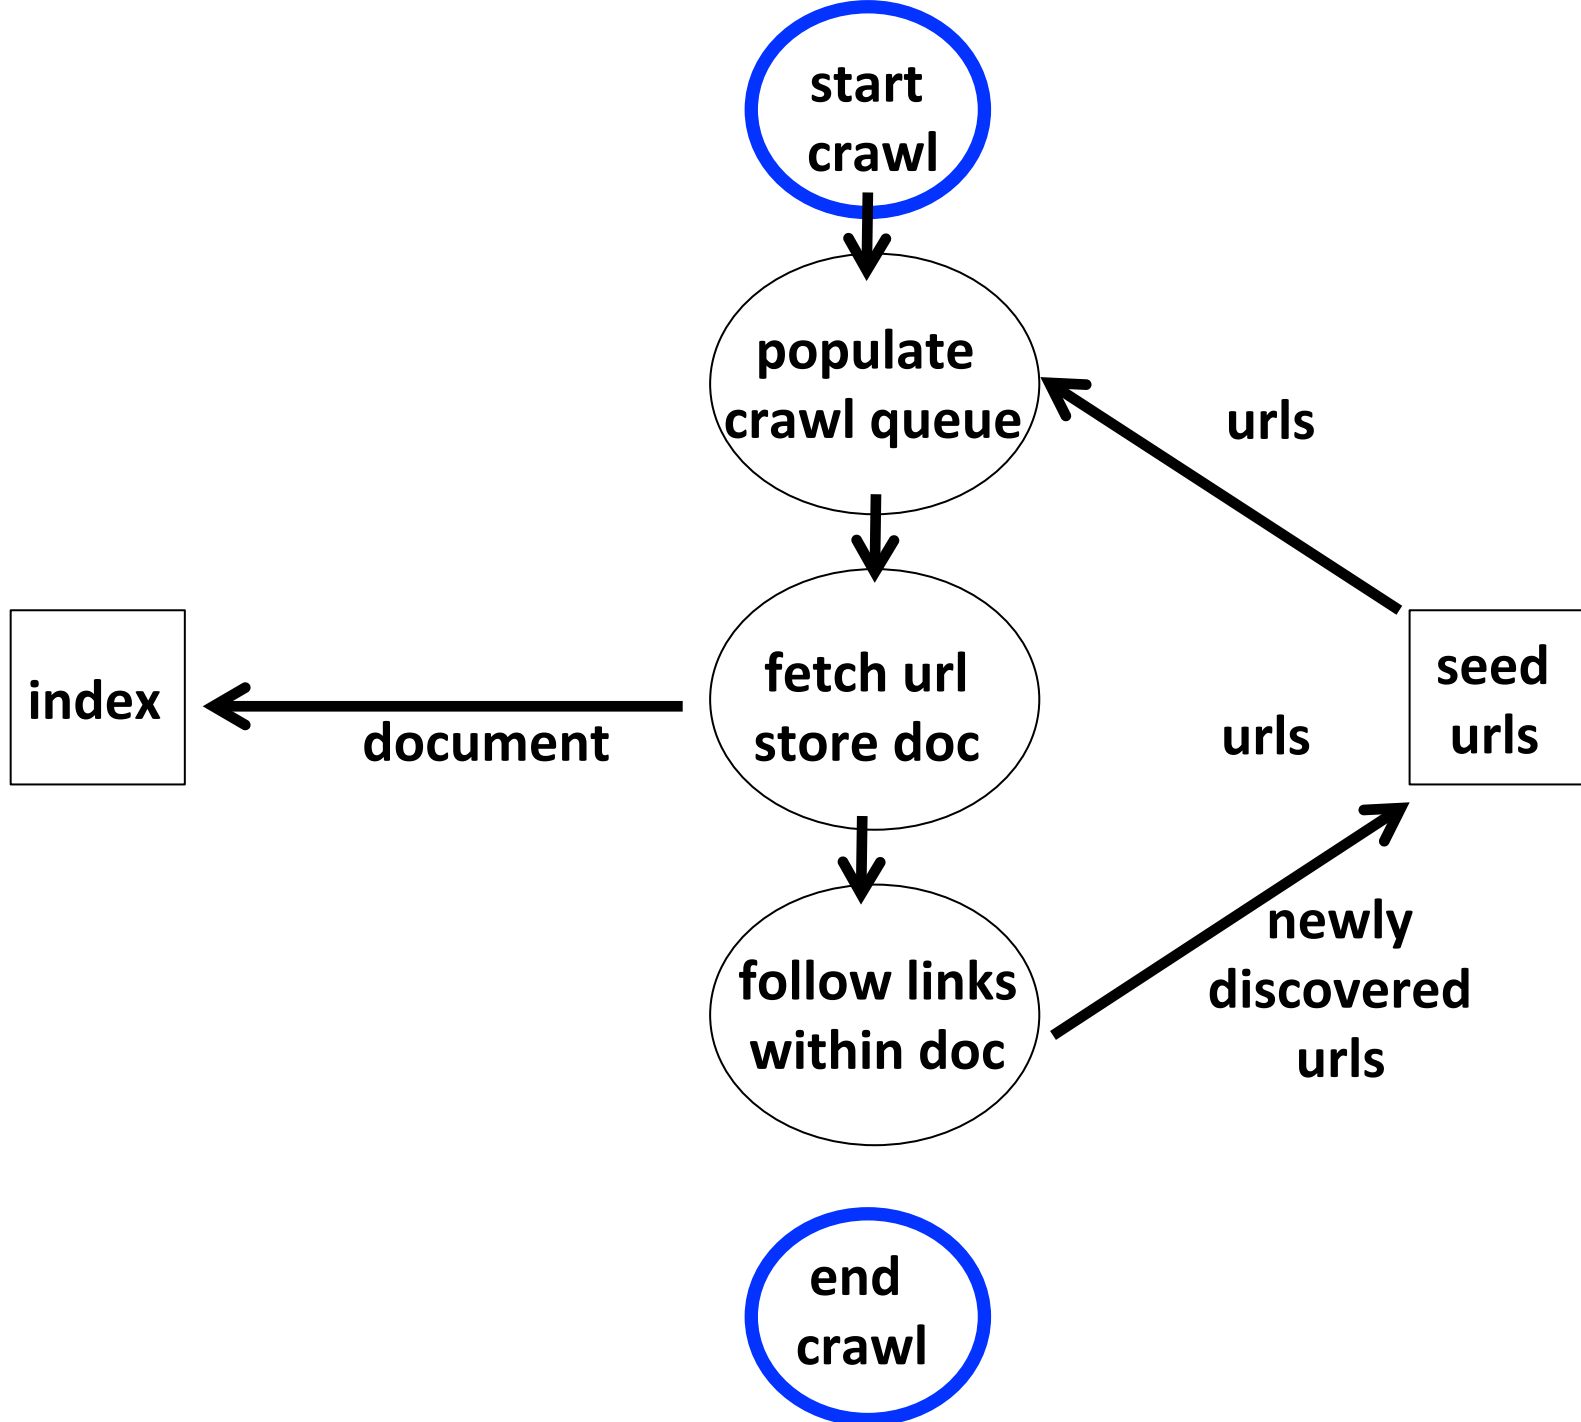 start
crawl
populate
crawl queue
urls
fetch url
store doc
index
document
seed
urls
urls
follow links
within doc
newly
discovered
urls
end
crawl